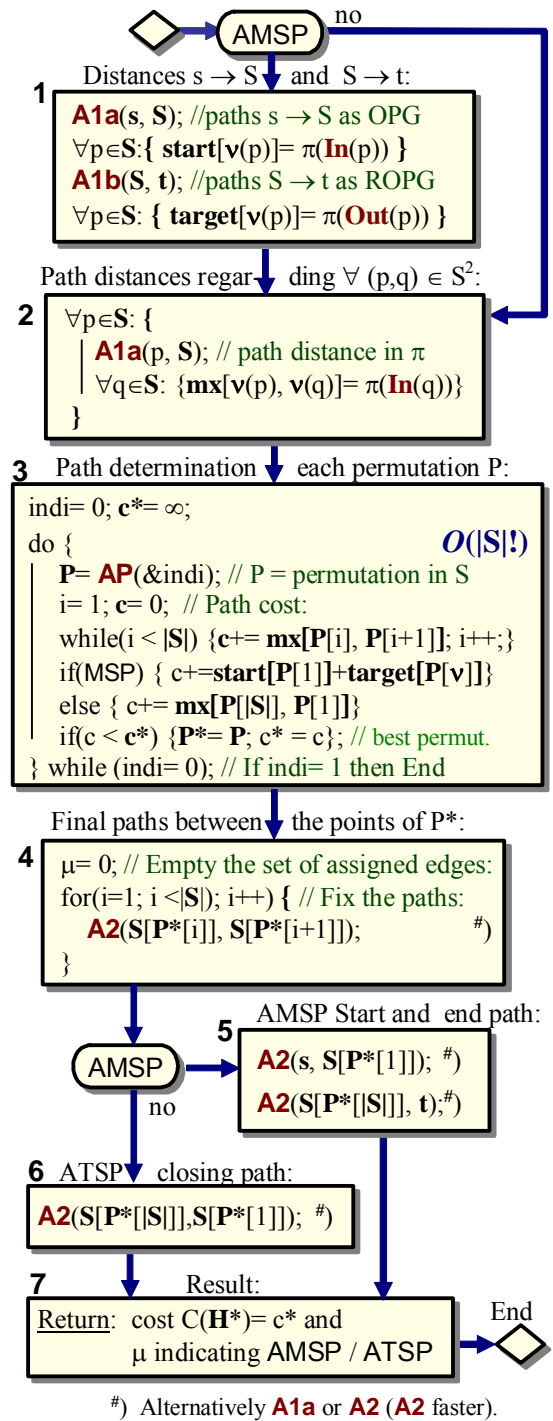 no
AMSP
Distances s → S and S → t:
1
A1a(s, S); //paths s → S as OPG
∀p∈S:{ start[ν(p)]= π(In(p)) }
A1b(S, t); //paths S → t as ROPG
∀p∈S: { target[ν(p)]= π(Out(p)) }
Path distances regar- ding ∀ (p,q) ∈ S²:
2
∀p∈S: {
A1a(p, S); // path distance in π
∀q∈S: {mx[ν(p), ν(q)]= π(In(q))}
}
3 Path determination each permutation P:
indi= 0; c*= ∞;
do { O(|S|!)
P= AP(&indi); // P = permutation in S
i= 1; c= 0; // Path cost:
while(i < |S|) {c+= mx[P[i], P[i+1]]; i++;}
if(MSP) { c+=start[P[1]]+target[P[ν]]}
else { c+= mx[P[|S|], P[1]]}
if(c < c*) {P*= P; c* = c}; // best permut.
} while (indi= 0); // If indi= 1 then End
Final paths between the points of P*:
4
μ= 0; // Empty the set of assigned edges:
for(i=1; i <|S|); i++) { // Fix the paths:
A2(S[P*[i]], S[P*[i+1]]); #)
}
AMSP Start and end path:
5
AMSP
A2(s, S[P*[1]]); #)
A2(S[P*[|S|]], t);#)
no
6 ATSP closing path:
A2(S[P*[|S|]],S[P*[1]]); #)
7 Result:
Return: cost C(H*)= c* and
μ indicating AMSP / ATSP
End
#) Alternatively A1a or A2 (A2 faster).